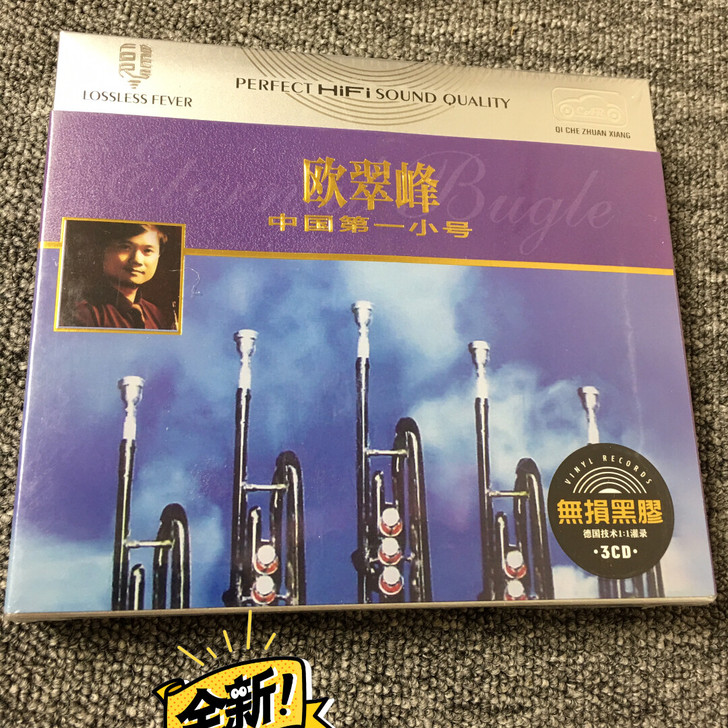 LOSSLESS FEVER
PERFECT HiFi SOUND QUALITY
QI CHE ZHUAN XIANG
Eternal Bugle
欧翠峰
中国第一小号
VINYL RECORDS
無損黑膠
德国技术1:1灌录
·3CD·
全新!